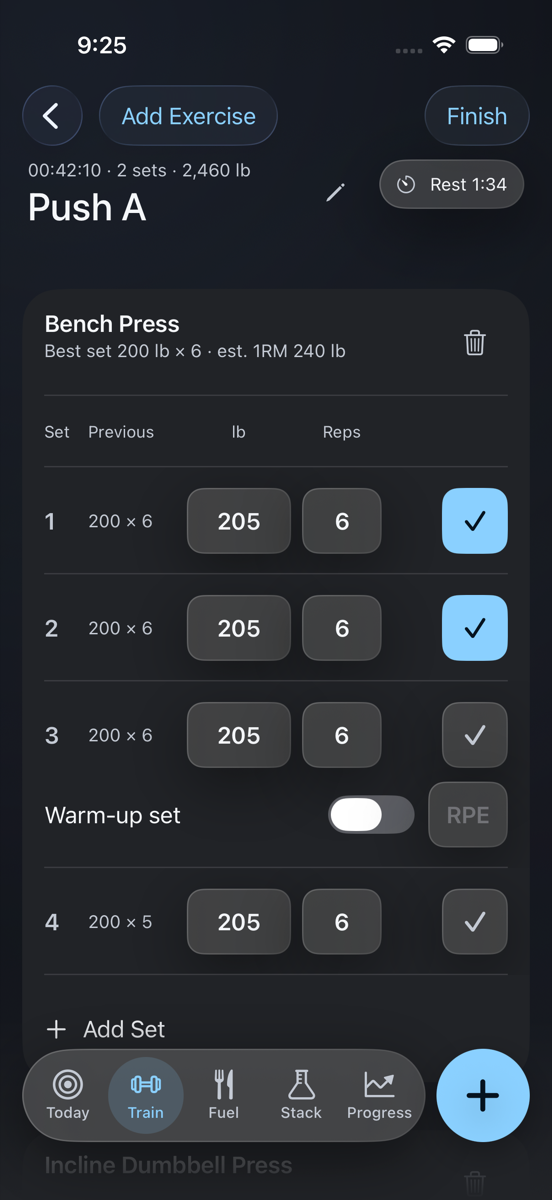 9:25
Add Exercise
Finish
00:42:10 · 2 sets · 2,460 lb
Push A
Rest 1:34
Bench Press
Best set 200 lb × 6 · est. 1RM 240 lb
Set Previous lb Reps
1 200 × 6 205 6
2 200 × 6 205 6
3 200 × 6 205 6
Warm-up set RPE
4 200 × 5 205 6
+ Add Set
Today Train Fuel Stack Progress
Incline Dumbbell Press